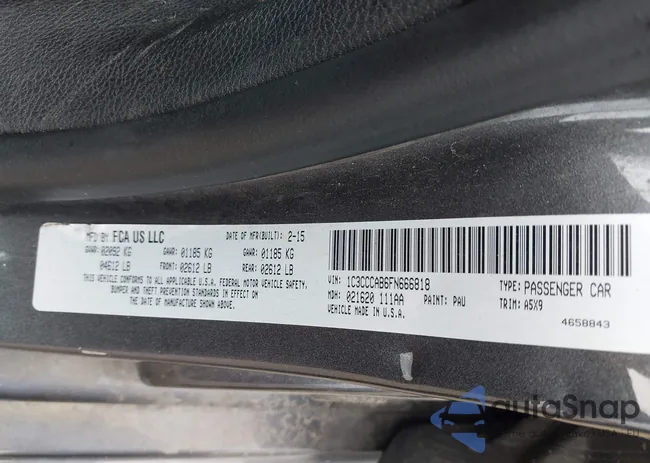 MFD BY: FCA US LLC DATE OF MFR(BUILT): 2-15
GVWR: 02092 KG GAWR: 01185 KG GAWR: 01185 KG
04612 LB FRONT: 02612 LB REAR: 02612 LB
THIS VEHICLE CONFORMS TO ALL APPLICABLE U.S.A. FEDERAL MOTOR VEHICLE SAFETY,
BUMPER AND THEFT PREVENTION STANDARDS IN EFFECT ON
THE DATE OF MANUFACTURE SHOWN ABOVE.
VIN: 1C3CCCAB6FN666818 TYPE: PASSENGER CAR
MDH: 021620 111AA PAINT: PAU TRIM: A5X9
VEHICLE MADE IN U.S.A.
4658843
autoSnap